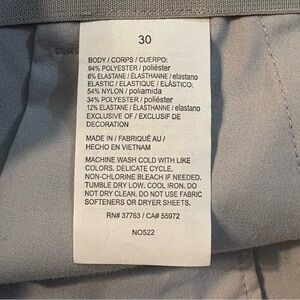 30
BODY / CORPS / CUERPO:
94% POLYESTER / poliéster
6% ELASTANE / ÉLASTHANNE / elastano
ELASTIC / ÉLASTIQUE / ELÁSTICO:
54% NYLON / poliamida
34% POLYESTER / poliéster
12% ELASTANE / ÉLASTHANNE / elastano
EXCLUSIVE OF / EXCLUSIF DE
DECORATION
MADE IN / FABRIQUÉ AU /
HECHO EN VIETNAM
MACHINE WASH COLD WITH LIKE
COLORS. DELICATE CYCLE.
NON-CHLORINE BLEACH IF NEEDED.
TUMBLE DRY LOW. COOL IRON. DO
NOT DRY CLEAN. DO NOT USE FABRIC
SOFTENERS OR DRYER SHEETS.
RN# 37763 / CA# 55972
NO522